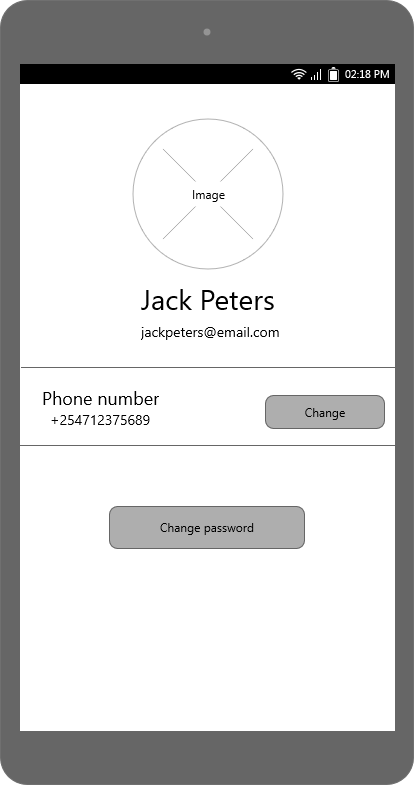 02:18 PM
Image
Jack Peters
jackpeters@email.com
Phone number
+254712375689
Change
Change password